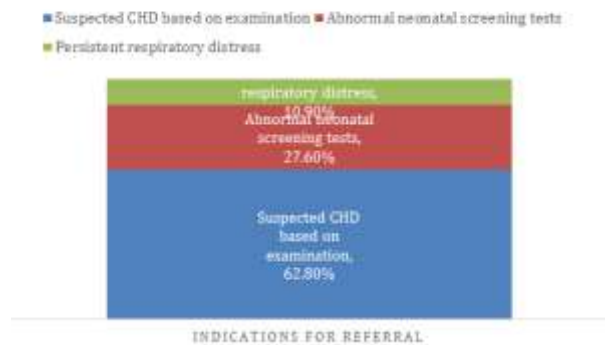 Suspected CHD based on examination Abnormal neonatal screening tests
Persistent respiratory distress
respiratory distress,
10.90%
Abnormal neonatal
screening tests,
27.60%
Suspected CHD
based on
examination,
62.80%
INDICATIONS FOR REFERRAL